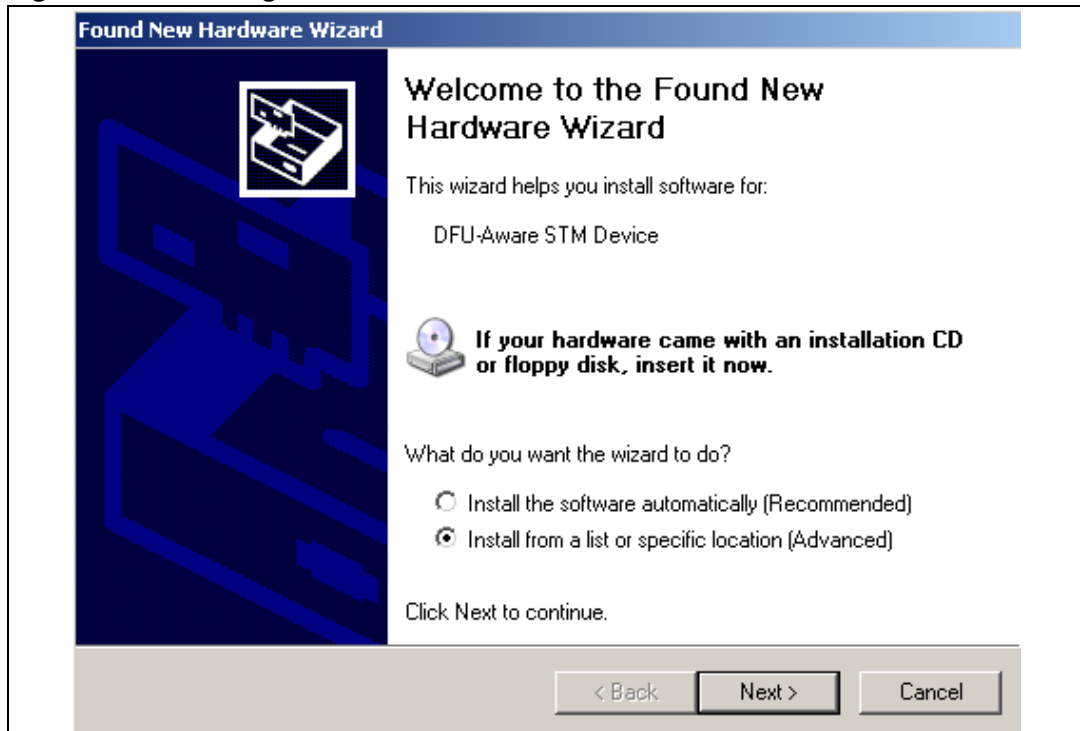 Found New Hardware Wizard
Welcome to the Found New
Hardware Wizard
This wizard helps you install software for:
DFU-Aware STM Device
If your hardware came with an installation CD
or floppy disk, insert it now.
What do you want the wizard to do?
Install the software automatically (Recommended)
Install from a list or specific location (Advanced)
Click Next to continue.
< Back Next > Cancel